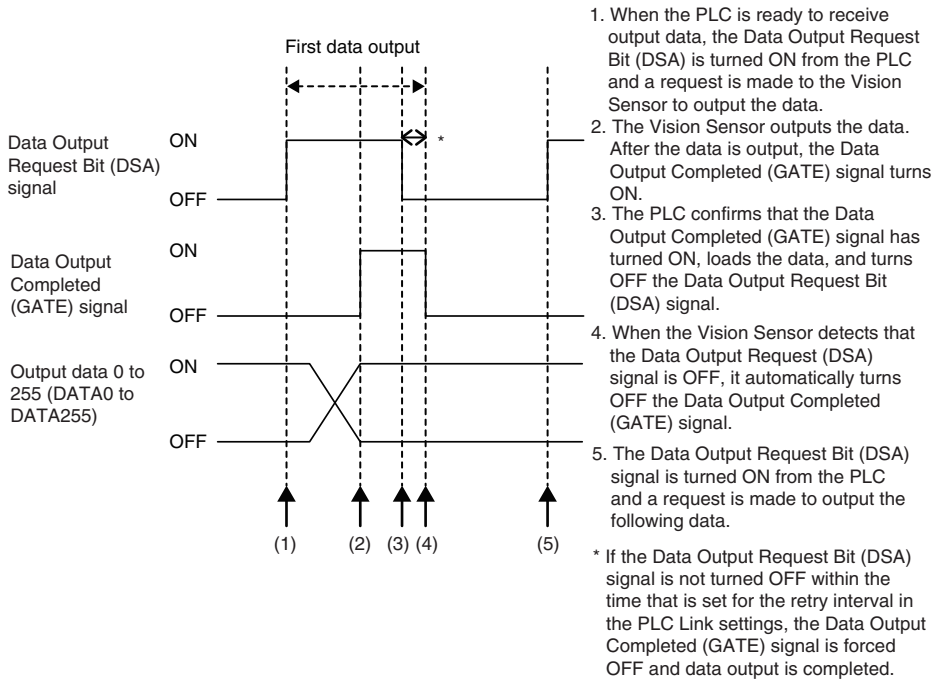 First data output
Data Output
Request Bit (DSA)
signal
ON
OFF
*
Data Output
Completed
(GATE) signal
ON
OFF
Output data 0 to
255 (DATA0 to
DATA255)
ON
OFF
(1)
(2)
(3)
(4)
(5)
1. When the PLC is ready to receive
output data, the Data Output Request
Bit (DSA) is turned ON from the PLC
and a request is made to the Vision
Sensor to output the data.
2. The Vision Sensor outputs the data.
After the data is output, the Data
Output Completed (GATE) signal turns
ON.
3. The PLC confirms that the Data
Output Completed (GATE) signal has
turned ON, loads the data, and turns
OFF the Data Output Request Bit
(DSA) signal.
4. When the Vision Sensor detects that
the Data Output Request (DSA)
signal is OFF, it automatically turns
OFF the Data Output Completed
(GATE) signal.
5. The Data Output Request Bit (DSA)
signal is turned ON from the PLC
and a request is made to output the
following data.
* If the Data Output Request Bit (DSA)
signal is not turned OFF within the
time that is set for the retry interval in
the PLC Link settings, the Data Output
Completed (GATE) signal is forced
OFF and data output is completed.